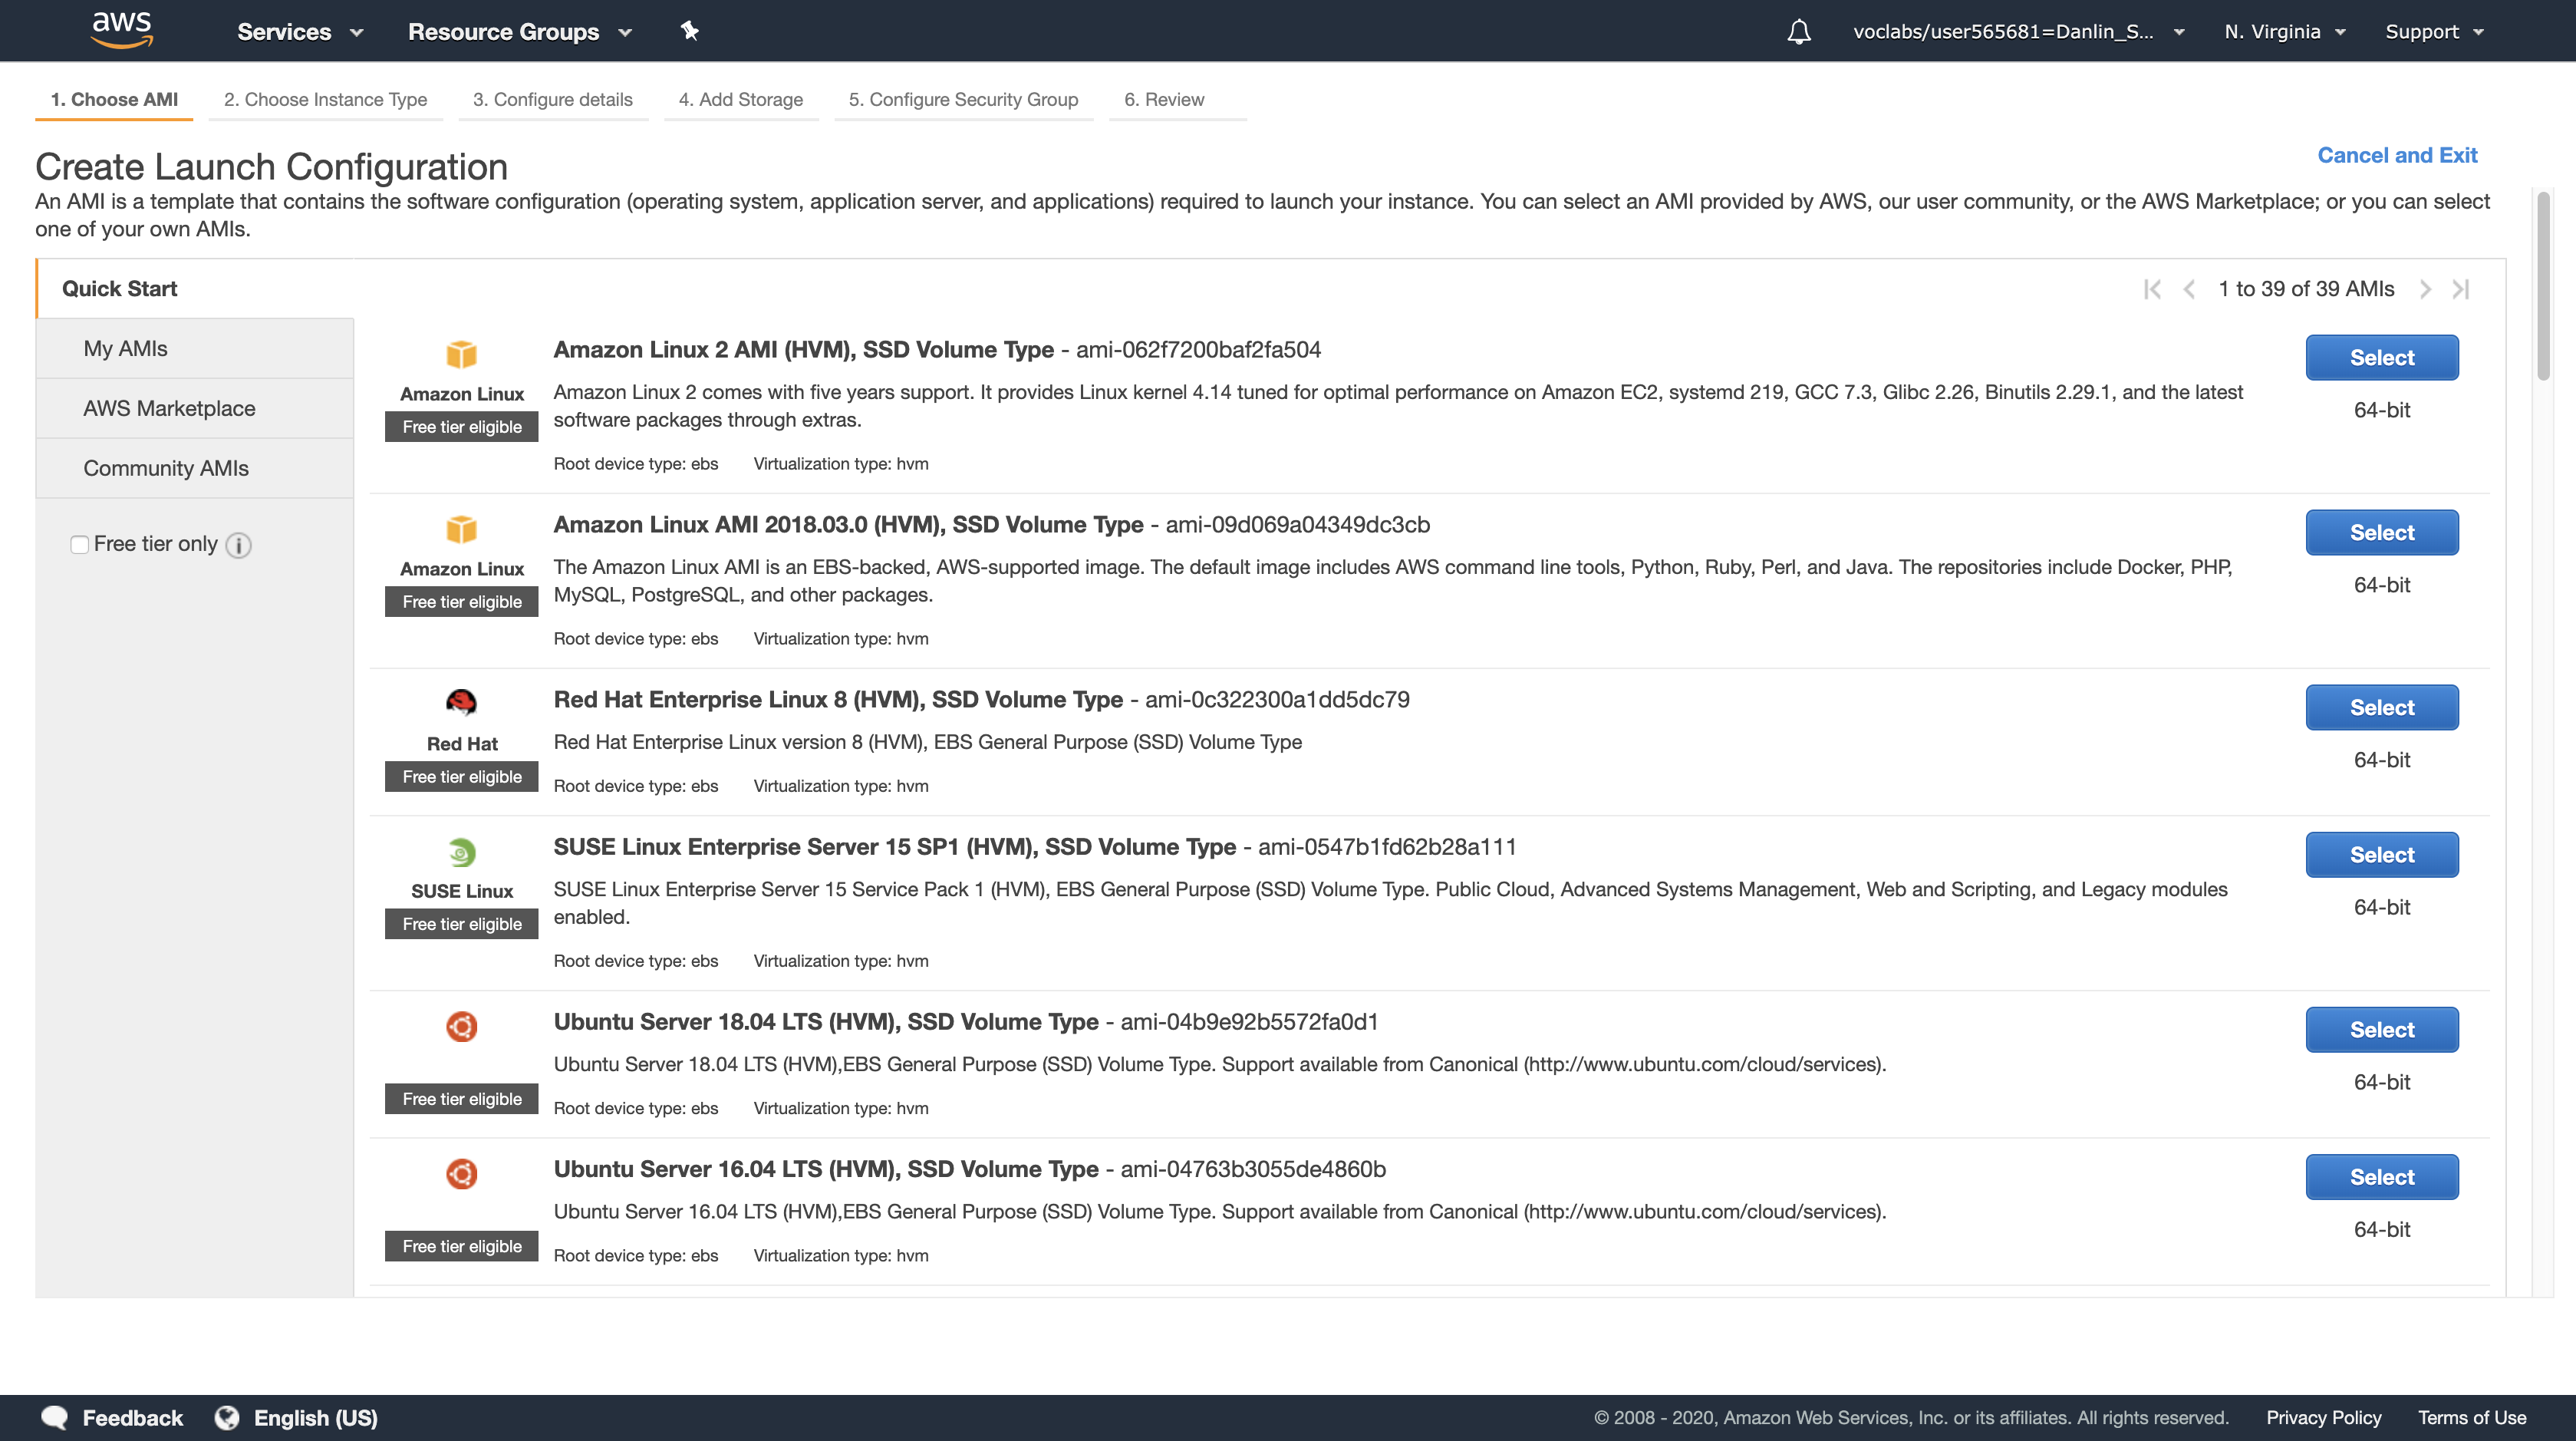 aws
Services
Resource Groups
voclabs/user565681=Danlin_S...
N. Virginia
Support
1. Choose AMI
2. Choose Instance Type
3. Configure details
4. Add Storage
5. Configure Security Group
6. Review
Create Launch Configuration
Cancel and Exit
An AMI is a template that contains the software configuration (operating system, application server, and applications) required to launch your instance. You can select an AMI provided by AWS, our user community, or the AWS Marketplace; or you can select
one of your own AMIs.
Quick Start
My AMIs
AWS Marketplace
Community AMIs
Free tier only
1 to 39 of 39 AMIs
Amazon Linux
Free tier eligible
Amazon Linux 2 AMI (HVM), SSD Volume Type - ami-062f7200baf2fa504
Amazon Linux 2 comes with five years support. It provides Linux kernel 4.14 tuned for optimal performance on Amazon EC2, systemd 219, GCC 7.3, Glibc 2.26, Binutils 2.29.1, and the latest
software packages through extras.
Root device type: ebs Virtualization type: hvm
Select
64-bit
Amazon Linux
Free tier eligible
Amazon Linux AMI 2018.03.0 (HVM), SSD Volume Type - ami-09d069a04349dc3cb
The Amazon Linux AMI is an EBS-backed, AWS-supported image. The default image includes AWS command line tools, Python, Ruby, Perl, and Java. The repositories include Docker, PHP,
MySQL, PostgreSQL, and other packages.
Root device type: ebs Virtualization type: hvm
Select
64-bit
Red Hat
Free tier eligible
Red Hat Enterprise Linux 8 (HVM), SSD Volume Type - ami-0c322300a1dd5dc79
Red Hat Enterprise Linux version 8 (HVM), EBS General Purpose (SSD) Volume Type
Root device type: ebs Virtualization type: hvm
Select
64-bit
SUSE Linux
Free tier eligible
SUSE Linux Enterprise Server 15 SP1 (HVM), SSD Volume Type - ami-0547b1fd62b28a111
SUSE Linux Enterprise Server 15 Service Pack 1 (HVM), EBS General Purpose (SSD) Volume Type. Public Cloud, Advanced Systems Management, Web and Scripting, and Legacy modules
enabled.
Root device type: ebs Virtualization type: hvm
Select
64-bit
Free tier eligible
Ubuntu Server 18.04 LTS (HVM), SSD Volume Type - ami-04b9e92b5572fa0d1
Ubuntu Server 18.04 LTS (HVM),EBS General Purpose (SSD) Volume Type. Support available from Canonical (http://www.ubuntu.com/cloud/services).
Root device type: ebs Virtualization type: hvm
Select
64-bit
Free tier eligible
Ubuntu Server 16.04 LTS (HVM), SSD Volume Type - ami-04763b3055de4860b
Ubuntu Server 16.04 LTS (HVM),EBS General Purpose (SSD) Volume Type. Support available from Canonical (http://www.ubuntu.com/cloud/services).
Root device type: ebs Virtualization type: hvm
Select
64-bit
Feedback
English (US)
© 2008 - 2020, Amazon Web Services, Inc. or its affiliates. All rights reserved.
Privacy Policy
Terms of Use